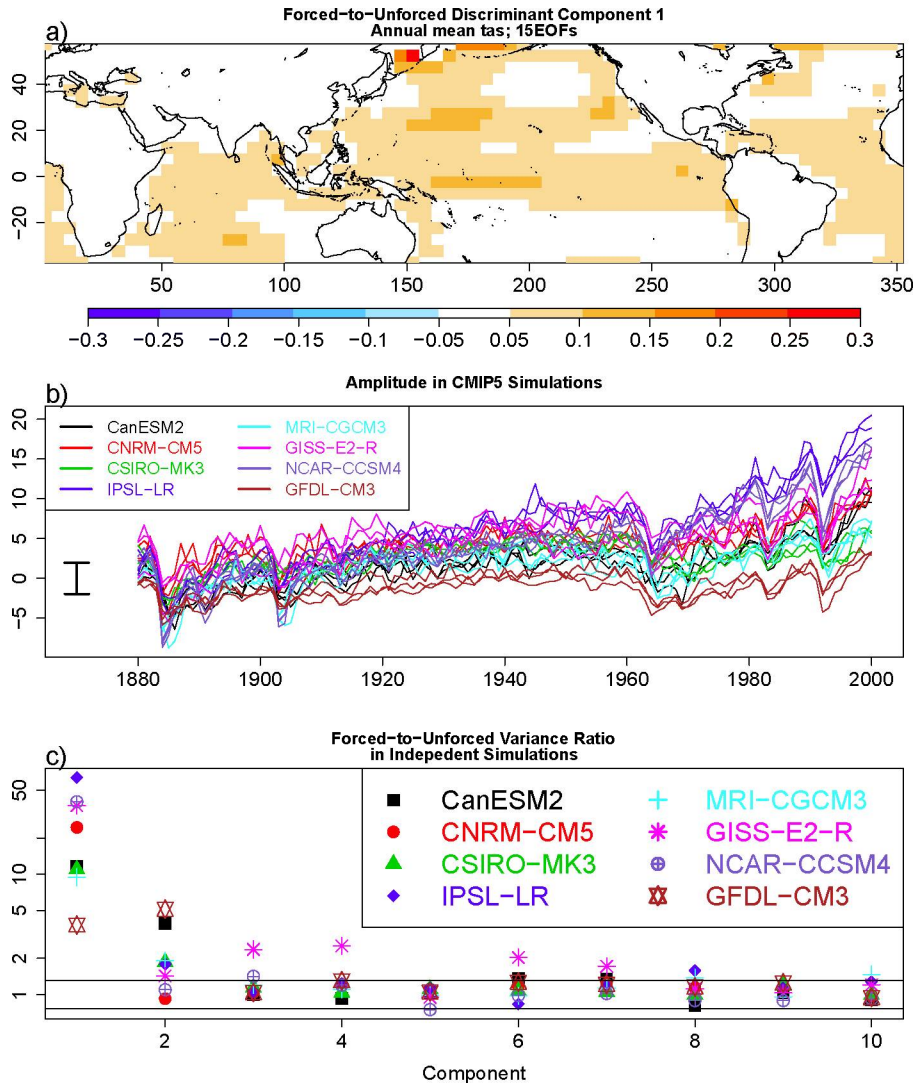 Forced-to-Unforced Discriminant Component 1
a)
Annual mean tas; 15EOFs
40
20
0
-20
50 100 150 200 250 300 350
-0.3 -0.25 -0.2 -0.15 -0.1 -0.05 0.05 0.1 0.15 0.2 0.25 0.3
b)
Amplitude in CMIP5 Simulations
20
15
10
5
0
-5
CanESM2
CNRM-CM5
CSIRO-MK3
IPSL-LR
MRI-CGCM3
GISS-E2-R
NCAR-CCSM4
GFDL-CM3
1880 1900 1920 1940 1960 1980 2000
Forced-to-Unforced Variance Ratio
c)
in Indepedent Simulations
50
10
5
2
1
CanESM2
CNRM-CM5
CSIRO-MK3
IPSL-LR
MRI-CGCM3
GISS-E2-R
NCAR-CCSM4
GFDL-CM3
2 4 6 8 10
Component